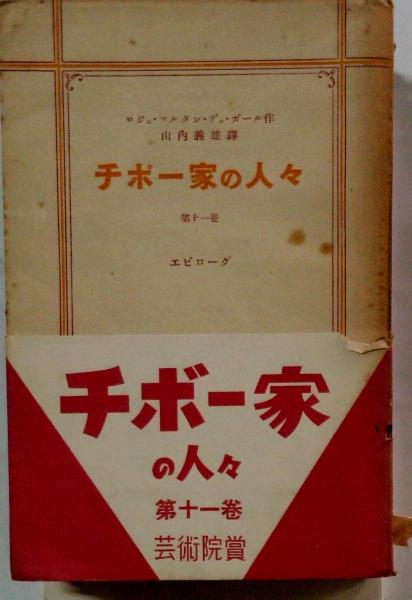 ロジェ・マルタン・デュ・ガール作
山内義雄譯
チボー家の人々
第十一卷
エピローグ
チボー家
の人々
第十一卷
芸術院賞